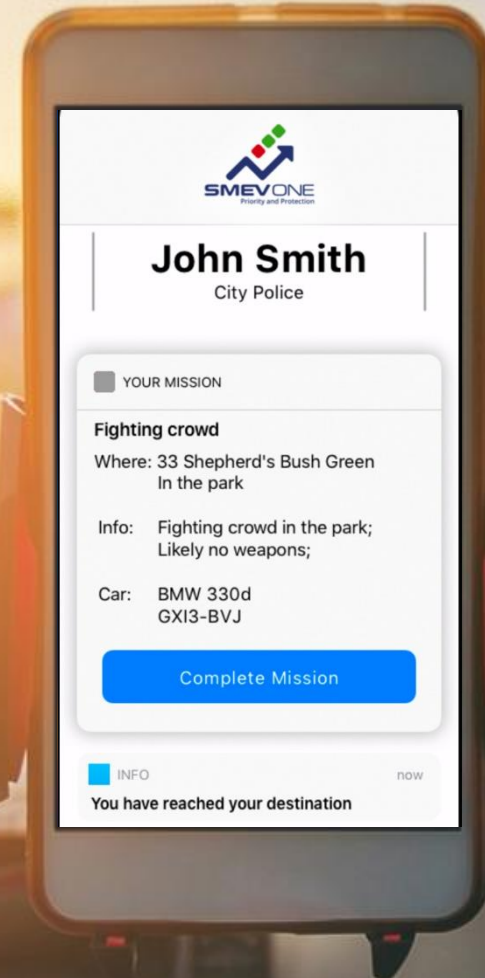 SMEVONE
Priority and Protection
John Smith
City Police
YOUR MISSION
Fighting crowd
Where: 33 Shepherd's Bush Green
In the park
Info: Fighting crowd in the park;
Likely no weapons;
Car: BMW 330d
GXI3-BVJ
Complete Mission
INFO now
You have reached your destination